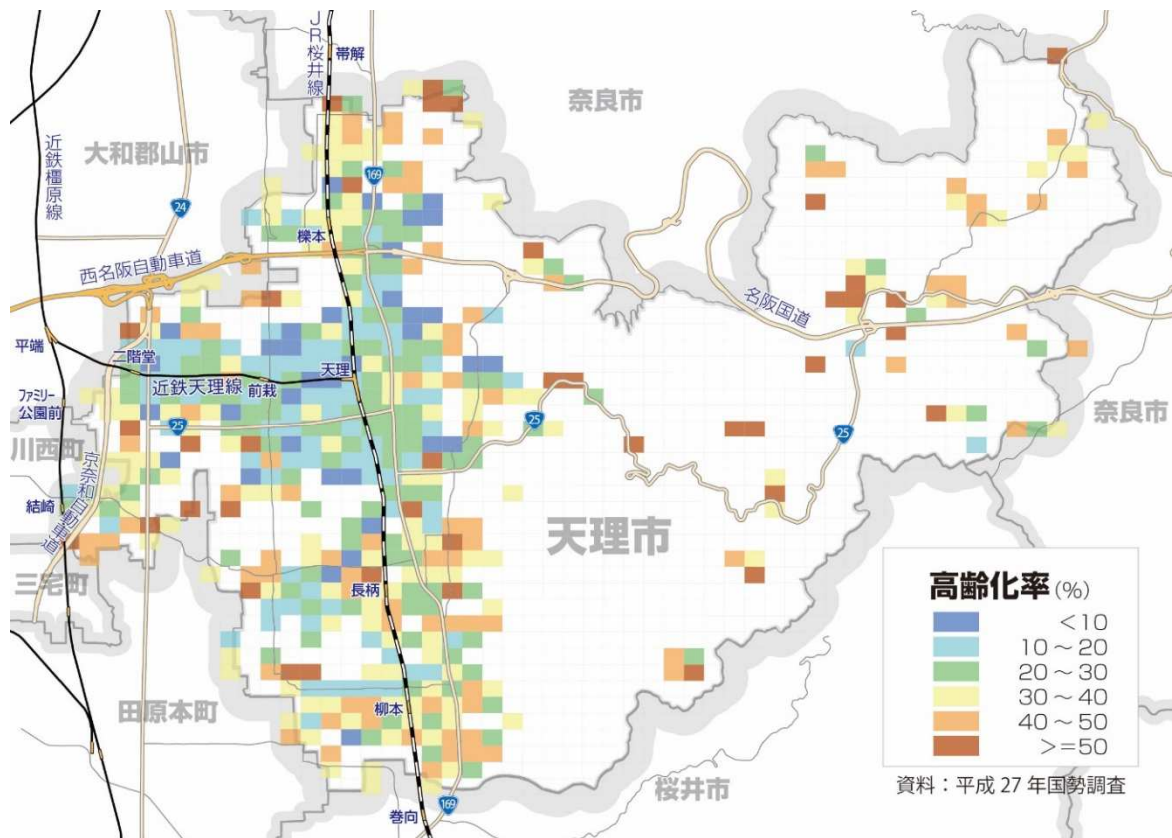 JR桜井線
帯解
奈良市
近鉄橿原線
大和郡山市
169
24
櫟本
西名阪自動車道
名阪国道
平端
二階堂
天理
近鉄天理線
前栽
ファミリー
公園前
25
25
25
奈良市
川西町
京奈和自動車道
結崎
天理市
三宅町
長柄
高齢化率(%)
<10
10～20
20～30
30～40
40～50
>=50
田原本町
柳本
資料：平成27年国勢調査
桜井市
169
巻向